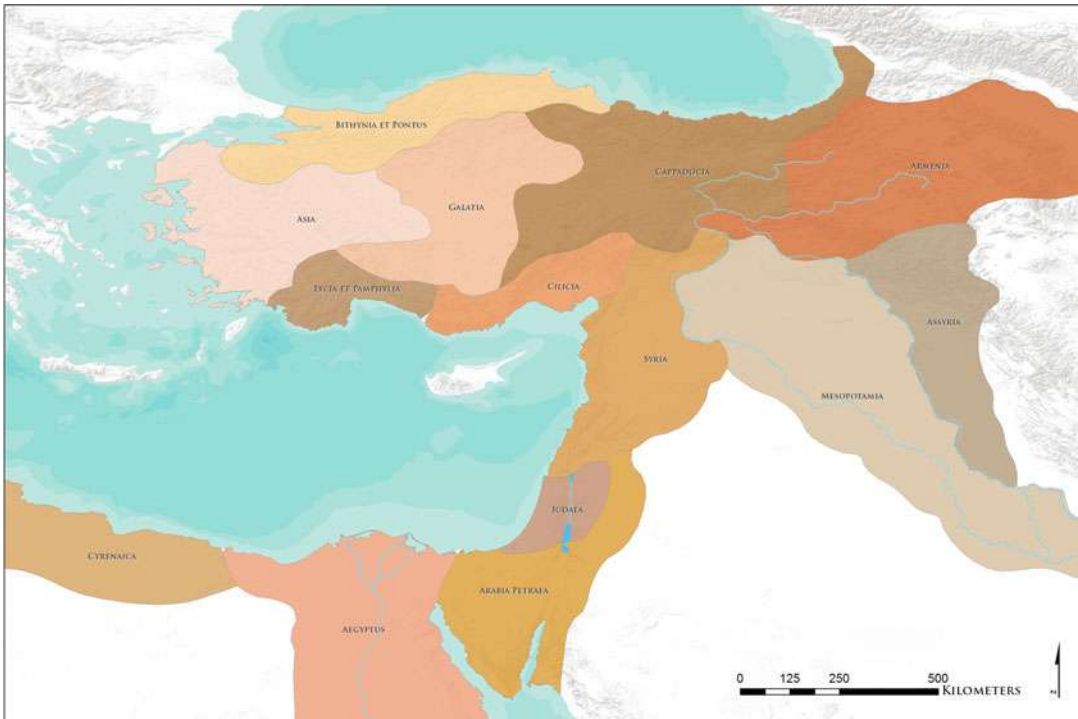 Bithynia et Pontus
Cappadocia
Armenia
Asia
Galatia
Lycia et Pamphylia
Cilicia
Assyria
Syria
Mesopotamia
Iudaea
Cyrenaica
Arabia Petraea
Aegyptus
0 125 250 500
Kilometers
N